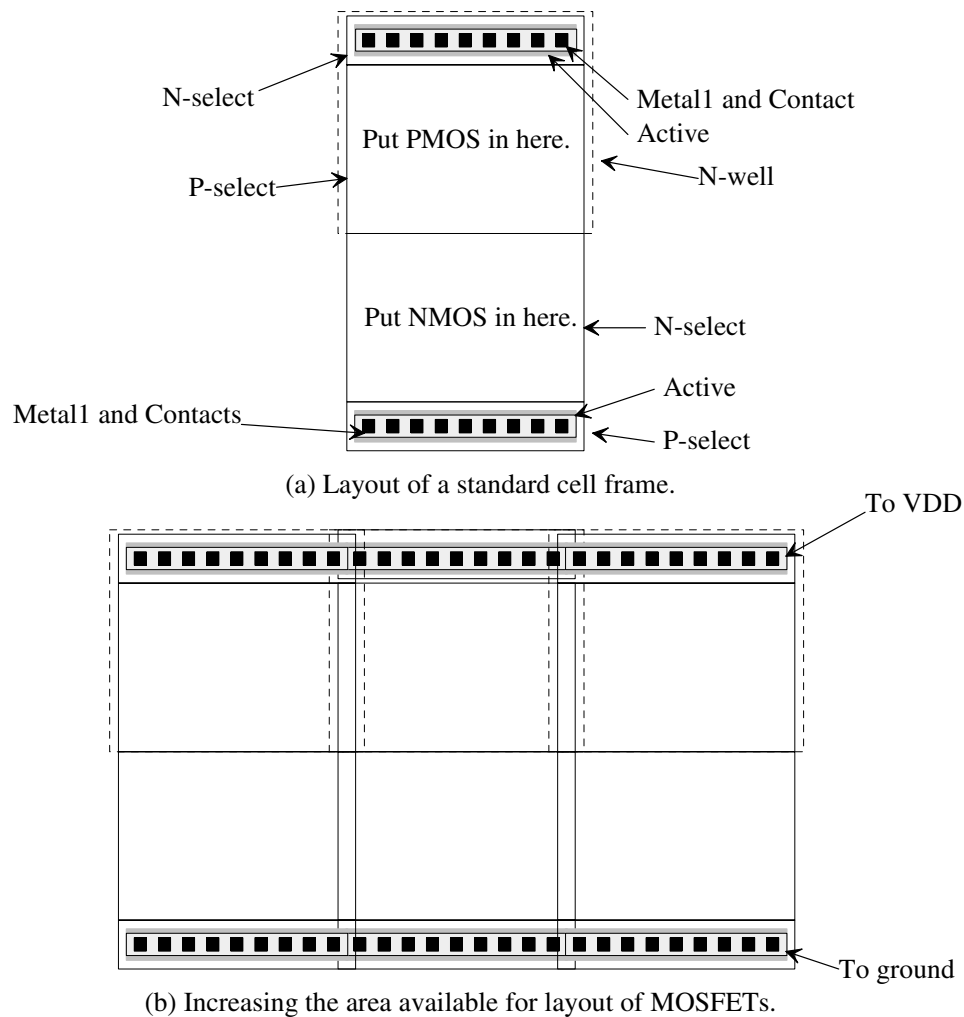 N-select
Metal1 and Contact
Put PMOS in here.
Active
P-select
N-well
Put NMOS in here.
N-select
Active
Metal1 and Contacts
P-select
(a) Layout of a standard cell frame.
To VDD
To ground
(b) Increasing the area available for layout of MOSFETs.